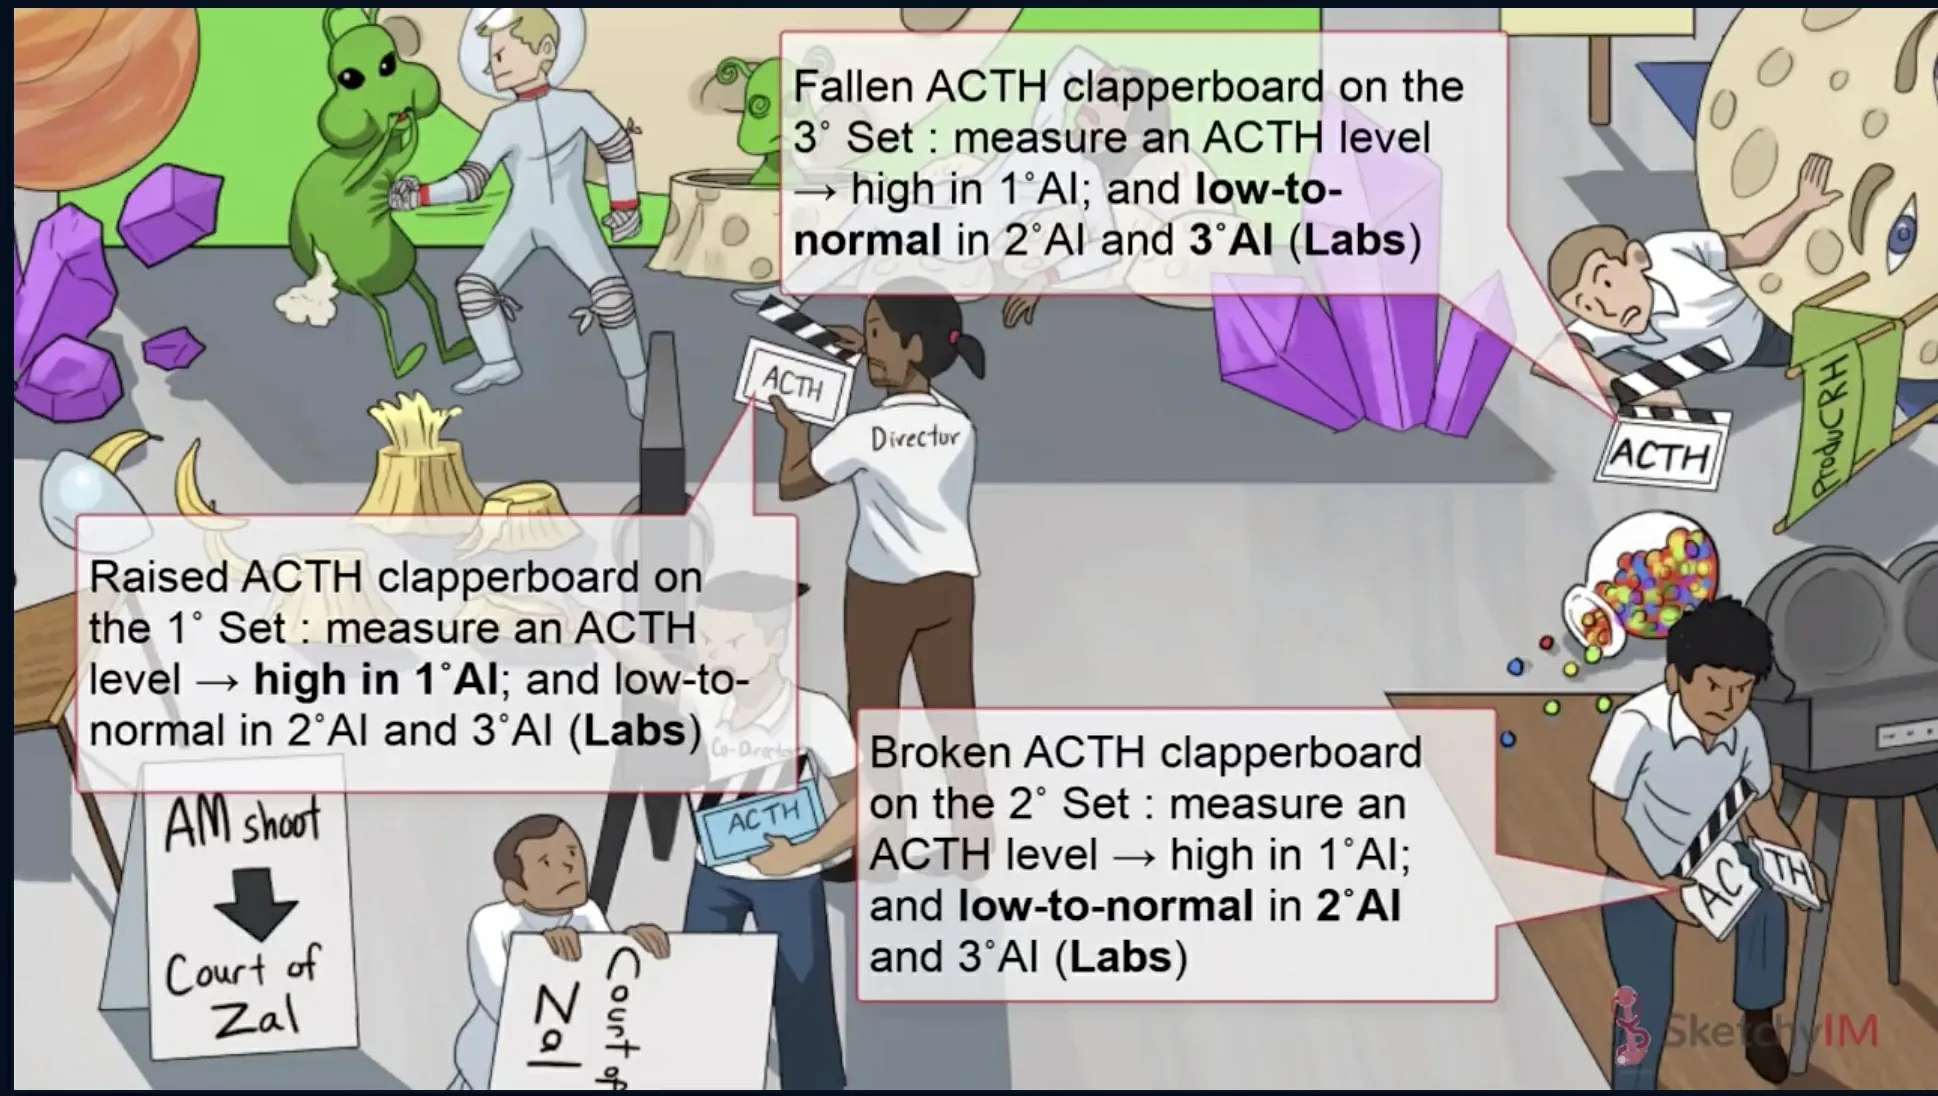 Fallen ACTH clapperboard on the
3° Set : measure an ACTH level
→ high in 1°AI; and low-to-
normal in 2°AI and 3°AI (Labs)
ACTH
Director
ACTH
ProduCRH
Raised ACTH clapperboard on
the 1° Set : measure an ACTH
level → high in 1°AI; and low-to-
normal in 2°AI and 3°AI (Labs)
Co-Director
ACTH
Broken ACTH clapperboard
on the 2° Set : measure an
ACTH level → high in 1°AI;
and low-to-normal in 2°AI
and 3°AI (Labs)
AC TH
AM shoot
Court of
Zal
Court of
Zal
SketchyIM